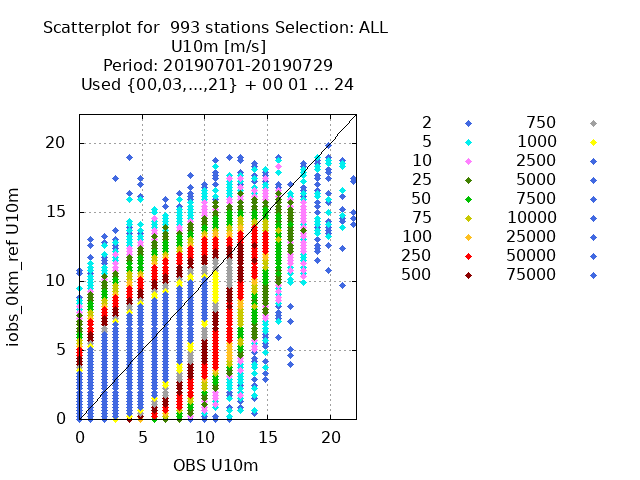 Scatterplot for  993 stations Selection: ALL
U10m [m/s]
Period: 20190701-20190729
Used {00,03,...,21} + 00 01 ... 24
iobs_0km_ref U10m
20
15
10
5
0
0 5 10 15 20
OBS U10m
2 750
5 1000
10 2500
25 5000
50 7500
75 10000
100 25000
250 50000
500 75000